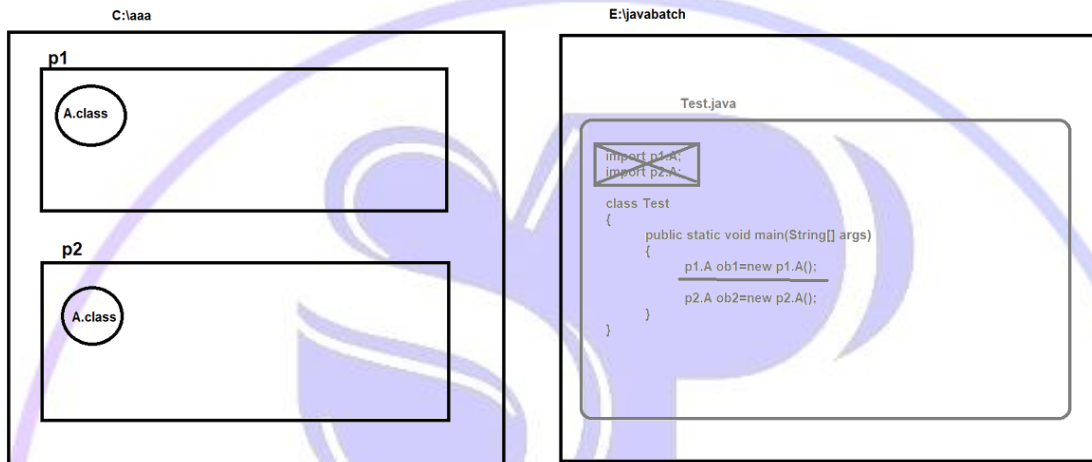 C:\aaa
p1
A.class
p2
A.class
E:\javabatch
Test.java
import p1.A;
import p2.A;
class Test
{
public static void main(String[] args)
{
p1.A ob1=new p1.A();
p2.A ob2=new p2.A();
}
}